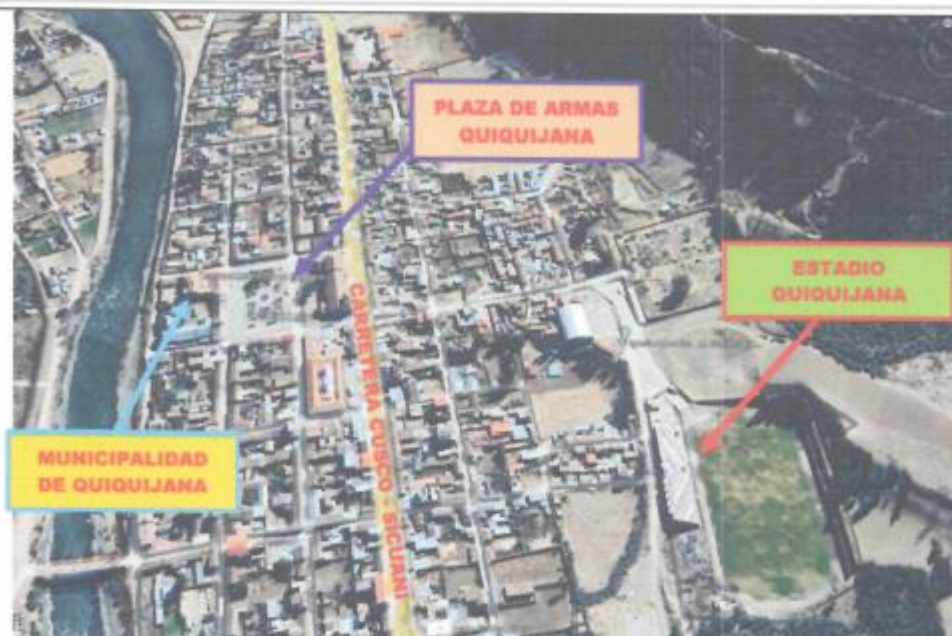 PLAZA DE ARMAS
QUIQUIJANA
ESTADIO
QUIQUIJANA
CARRETERA CUSCO - SICUANI
MUNICIPALIDAD
DE QUIQUIJANA